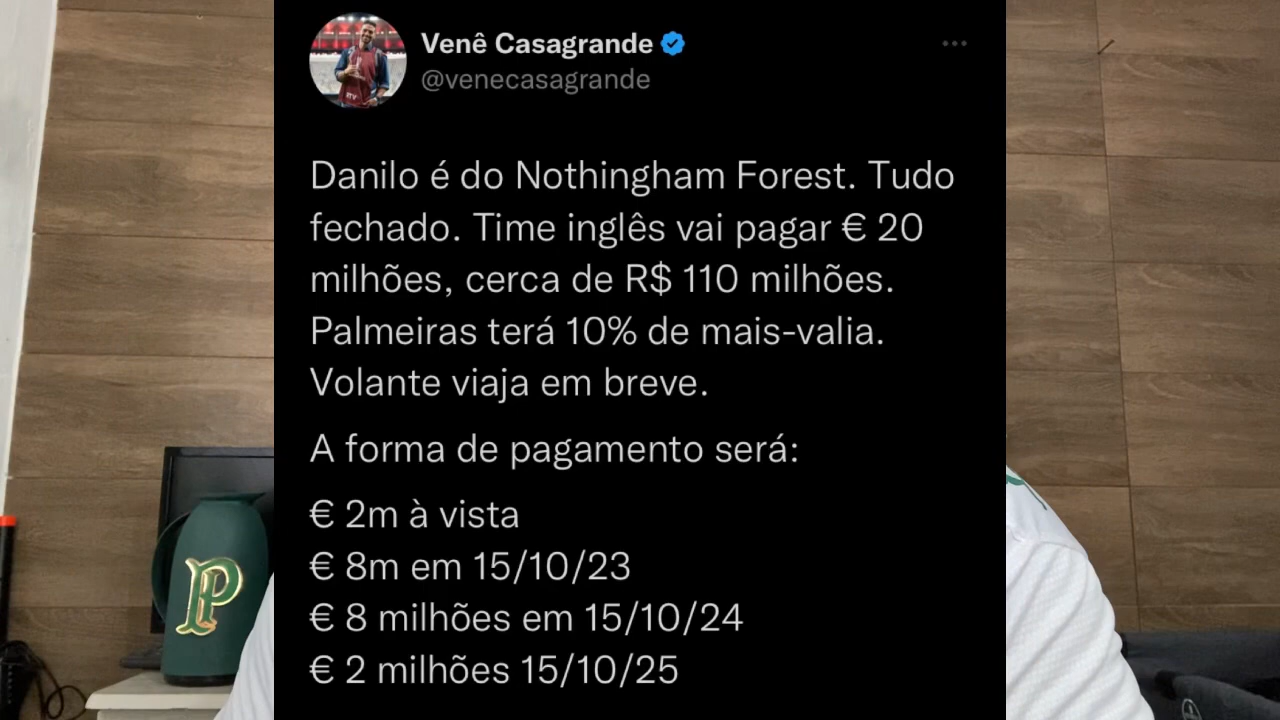 Venê Casagrande
@venecasagrande
Danilo é do Nothingham Forest. Tudo
fechado. Time inglês vai pagar € 20
milhões, cerca de R$ 110 milhões.
Palmeiras terá 10% de mais-valia.
Volante viaja em breve.
A forma de pagamento será:
€ 2m à vista
€ 8m em 15/10/23
€ 8 milhões em 15/10/24
€ 2 milhões 15/10/25
P